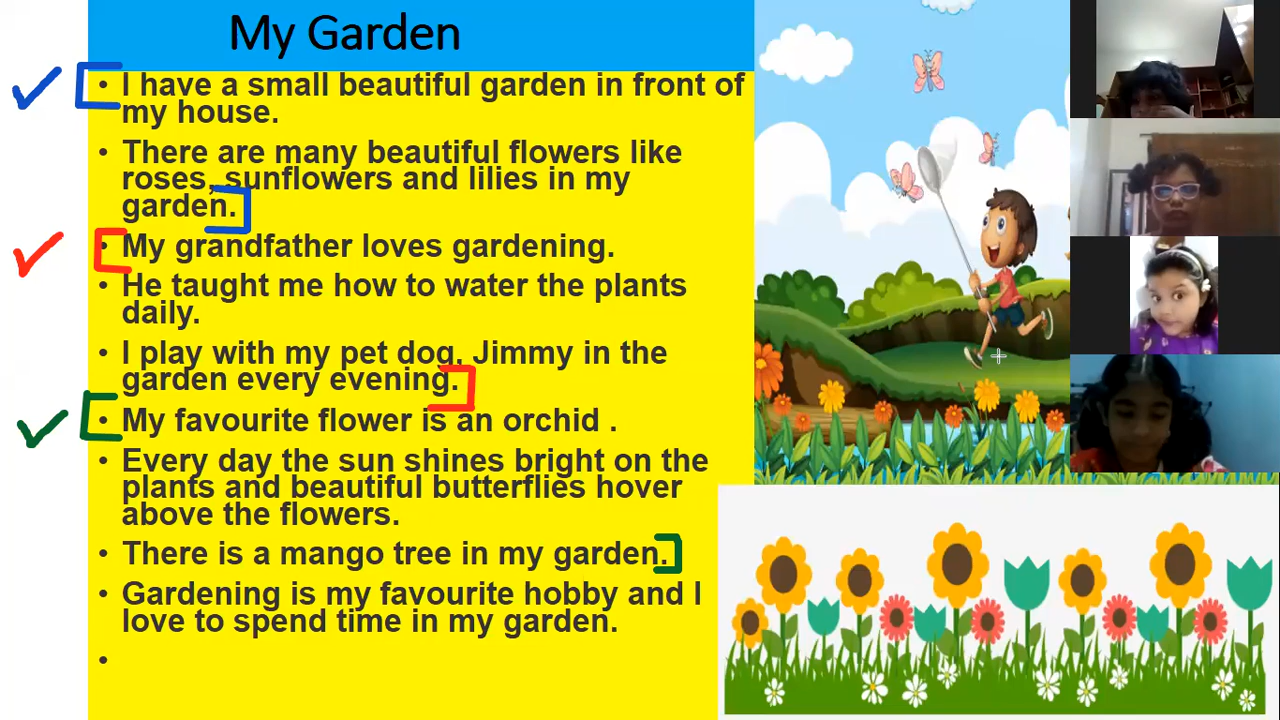 My Garden
• I have a small beautiful garden in front of
my house.
• There are many beautiful flowers like
roses, sunflowers and lilies in my
garden.
• My grandfather loves gardening.
• He taught me how to water the plants
daily.
• I play with my pet dog, Jimmy in the
garden every evening.
• My favourite flower is an orchid .
• Every day the sun shines bright on the
plants and beautiful butterflies hover
above the flowers.
• There is a mango tree in my garden.
• Gardening is my favourite hobby and I
love to spend time in my garden.
•